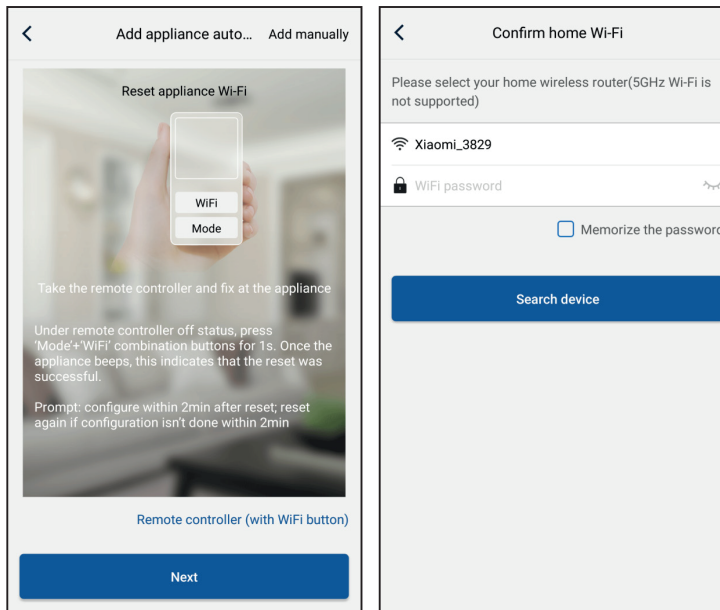 Add appliance auto... Add manually
Reset appliance Wi-Fi
WiFi
Mode
Take the remote controller and fix at the appliance
Under remote controller off status, press
'Mode'+'WiFi' combination buttons for 1s. Once the
appliance beeps, this indicates that the reset was
successful.
Prompt: configure within 2min after reset; reset
again if configuration isn't done within 2min
Remote controller (with WiFi button)
Next
Confirm home Wi-Fi
Please select your home wireless router(5GHz Wi-Fi is
not supported)
Xiaomi_3829
WiFi password
Memorize the password
Search device